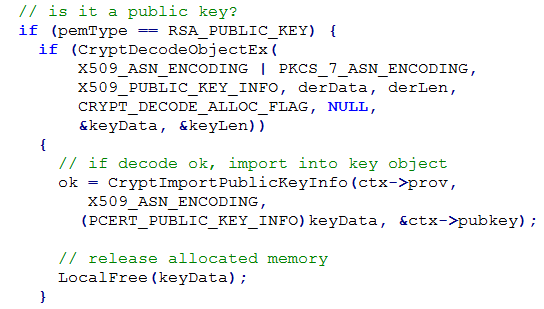 // is it a public key?
if (pemType == RSA_PUBLIC_KEY) {
if (CryptDecodeObjectEx(
X509_ASN_ENCODING | PKCS_7_ASN_ENCODING,
X509_PUBLIC_KEY_INFO, derData, derLen,
CRYPT_DECODE_ALLOC_FLAG, NULL,
&keyData, &keyLen))
{
// if decode ok, import into key object
ok = CryptImportPublicKeyInfo(ctx->prov,
X509_ASN_ENCODING,
(PCERT_PUBLIC_KEY_INFO)keyData, &ctx->pubkey);
// release allocated memory
LocalFree(keyData);
}